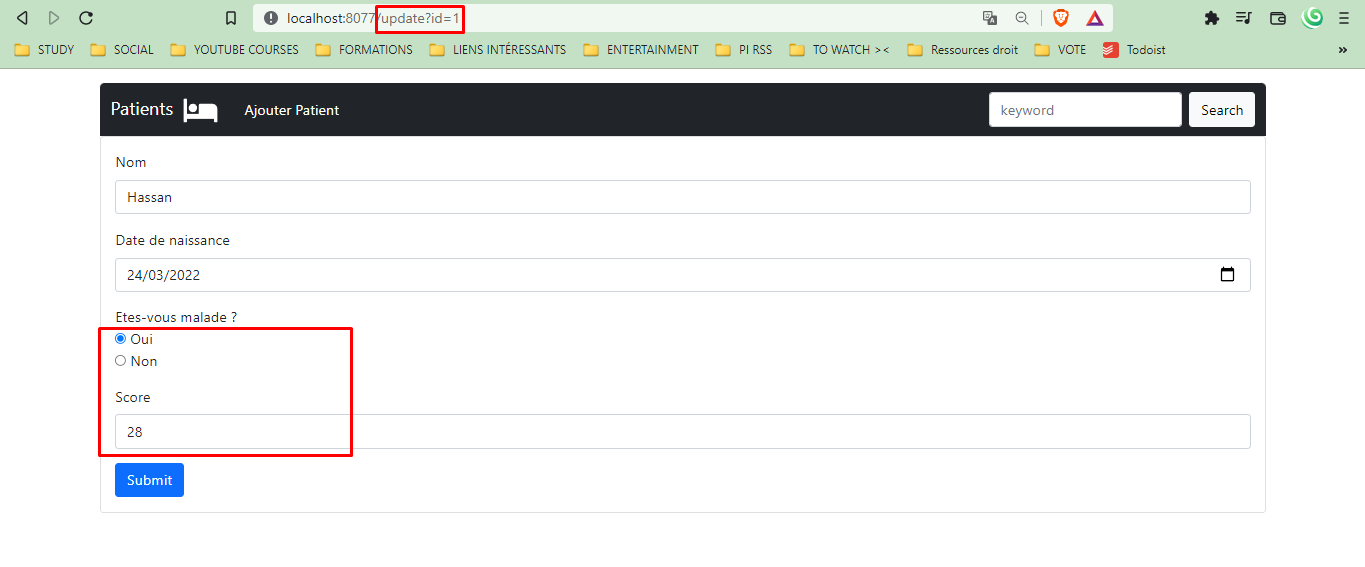 localhost:8077/update?id=1
STUDY SOCIAL YOUTUBE COURSES FORMATIONS LIENS INTÉRESSANTS ENTERTAINMENT PI RSS TO WATCH >< Ressources droit VOTE Todoist »
Patients Ajouter Patient keyword Search
Nom
Hassan
Date de naissance
24/03/2022
Etes-vous malade ?
Oui
Non
Score
28
Submit